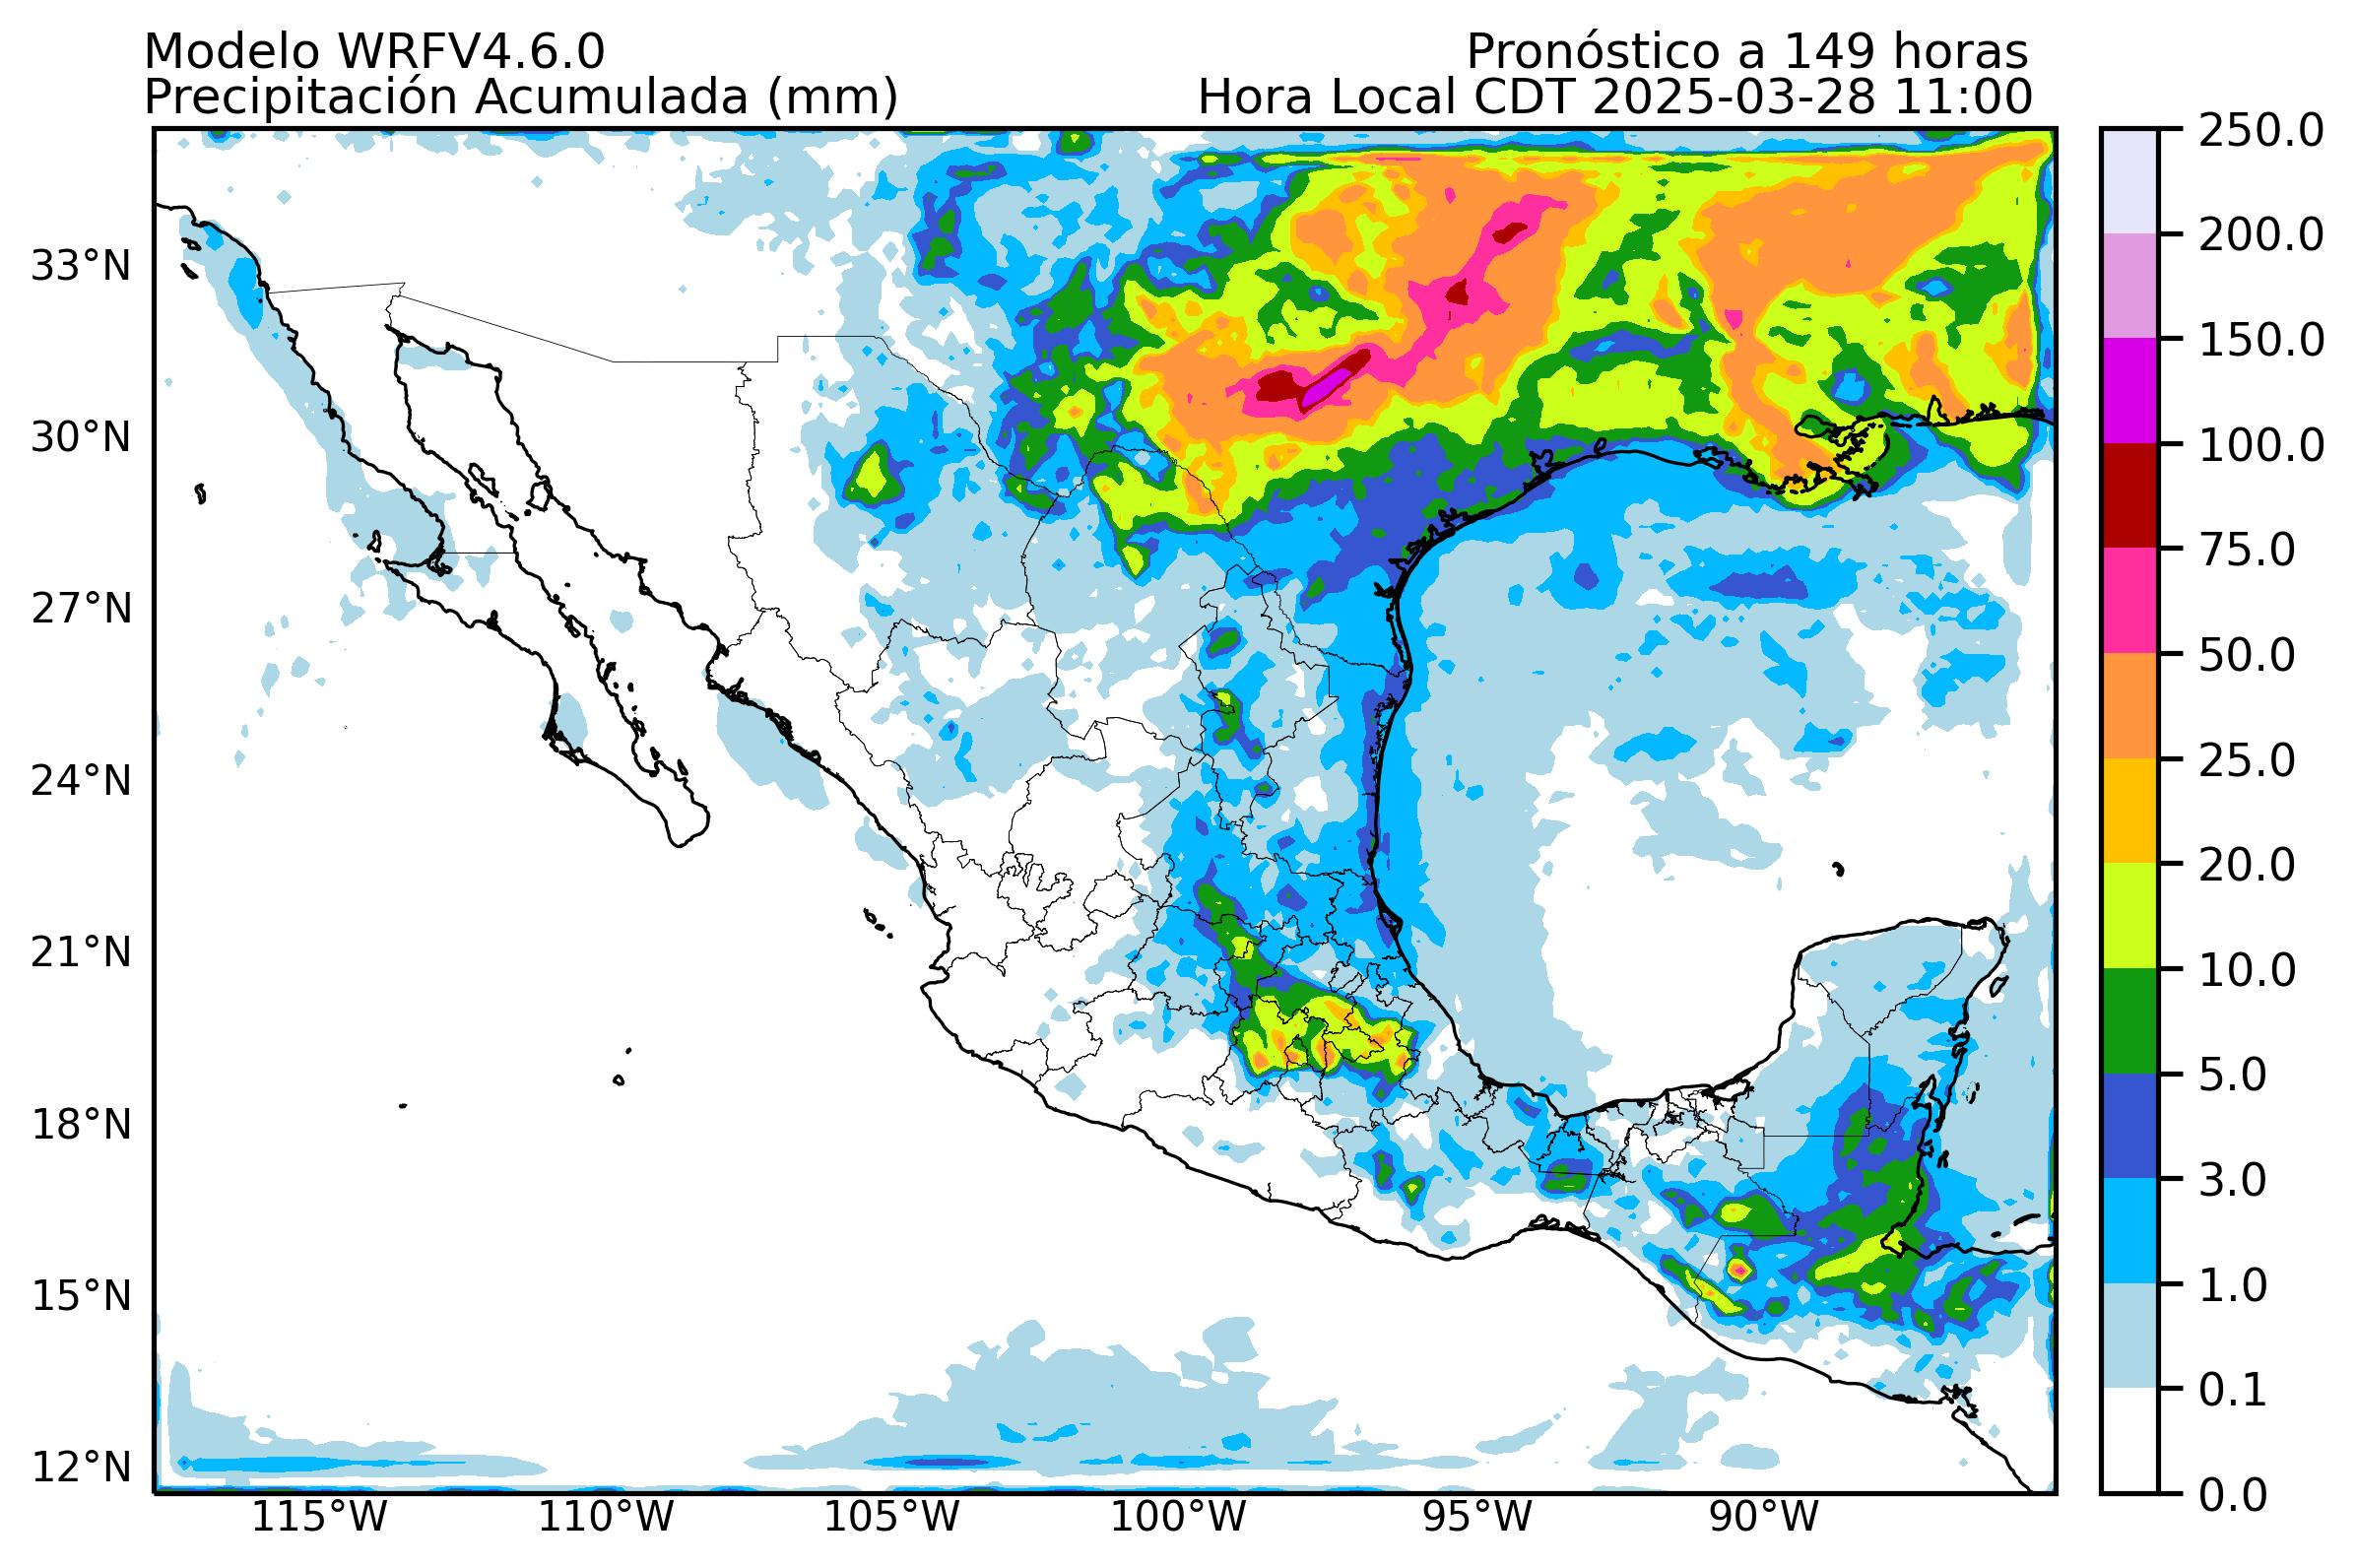 Modelo WRFV4.6.0
Pronóstico a 149 horas
Precipitación Acumulada (mm)
Hora Local CDT 2025-03-28 11:00
33°N
30°N
27°N
24°N
21°N
18°N
15°N
12°N
115°W
110°W
105°W
100°W
95°W
90°W
250.0
200.0
150.0
100.0
75.0
50.0
25.0
20.0
10.0
5.0
3.0
1.0
0.1
0.0